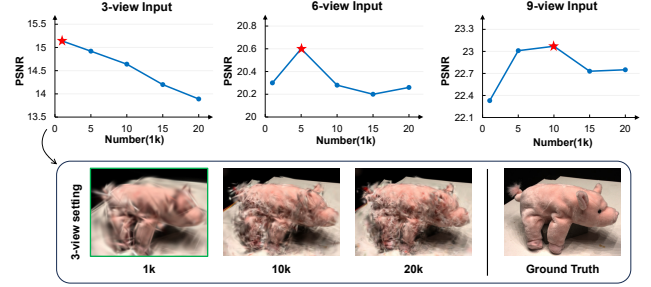 3-view Input
15.5
15
14.5
14
13.5
PSNR
0 5 10 15 20
Number(1k)
6-view Input
20.8
20.6
20.4
20.2
20
PSNR
0 5 10 15 20
Number(1k)
9-view Input
23.3
23
22.7
22.4
22.1
PSNR
0 5 10 15 20
Number(1k)
3-view setting
1k
10k
20k
Ground Truth